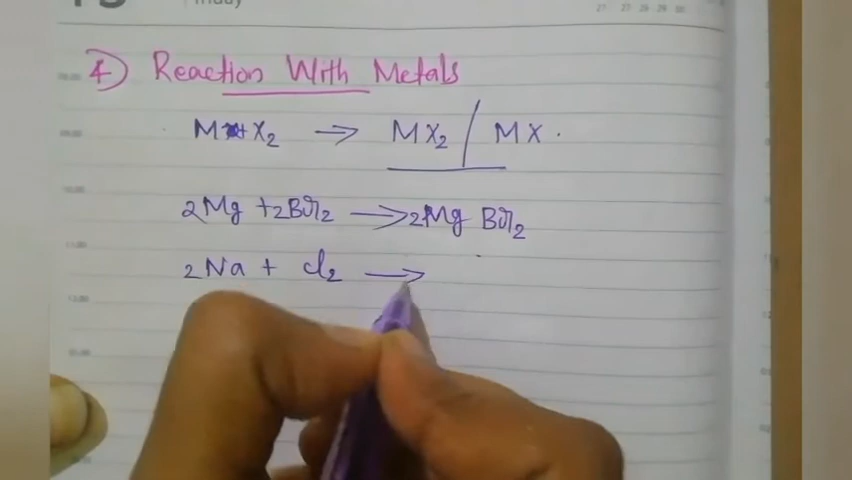 4) Reaction With Metals
M + X₂ → MX₂ / MX.
2Mg + 2Br₂ → 2Mg Br₂
2Na + Cl₂ →